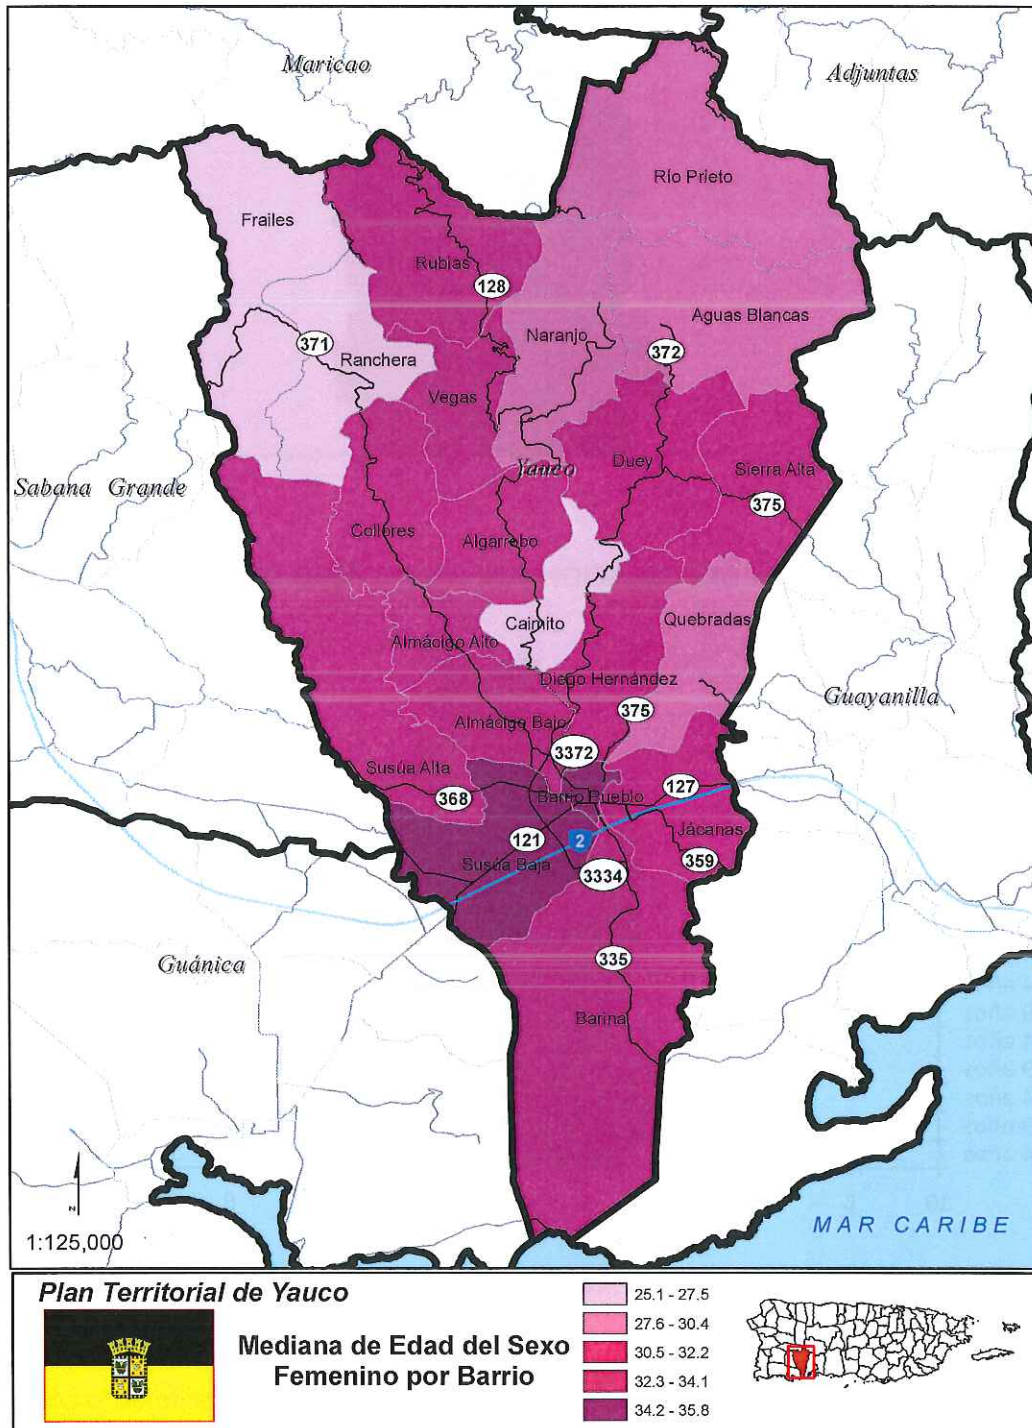 Maricao
Adjuntas
Río Prieto
Frailes
Rubias
128
Aguas Blancas
Naranjo
371
Ranchera
372
Vegas
Duey
Yauco
Sierra Alta
Sabana Grande
375
Collores
Algarrobo
Caimito
Quebradas
Almácigo Alto
Diego Hernández
Guayanilla
375
Almácigo Bajo
3372
Susúa Alta
127
368
Barrio Pueblo
Jácanas
121
2
359
Susúa Baja
3334
Guánica
335
Barina
años
años
años
MAR CARIBE
N
1:125,000
Plan Territorial de Yauco
Mediana de Edad del Sexo
Femenino por Barrio
25.1 - 27.5
27.6 - 30.4
30.5 - 32.2
32.3 - 34.1
34.2 - 35.8